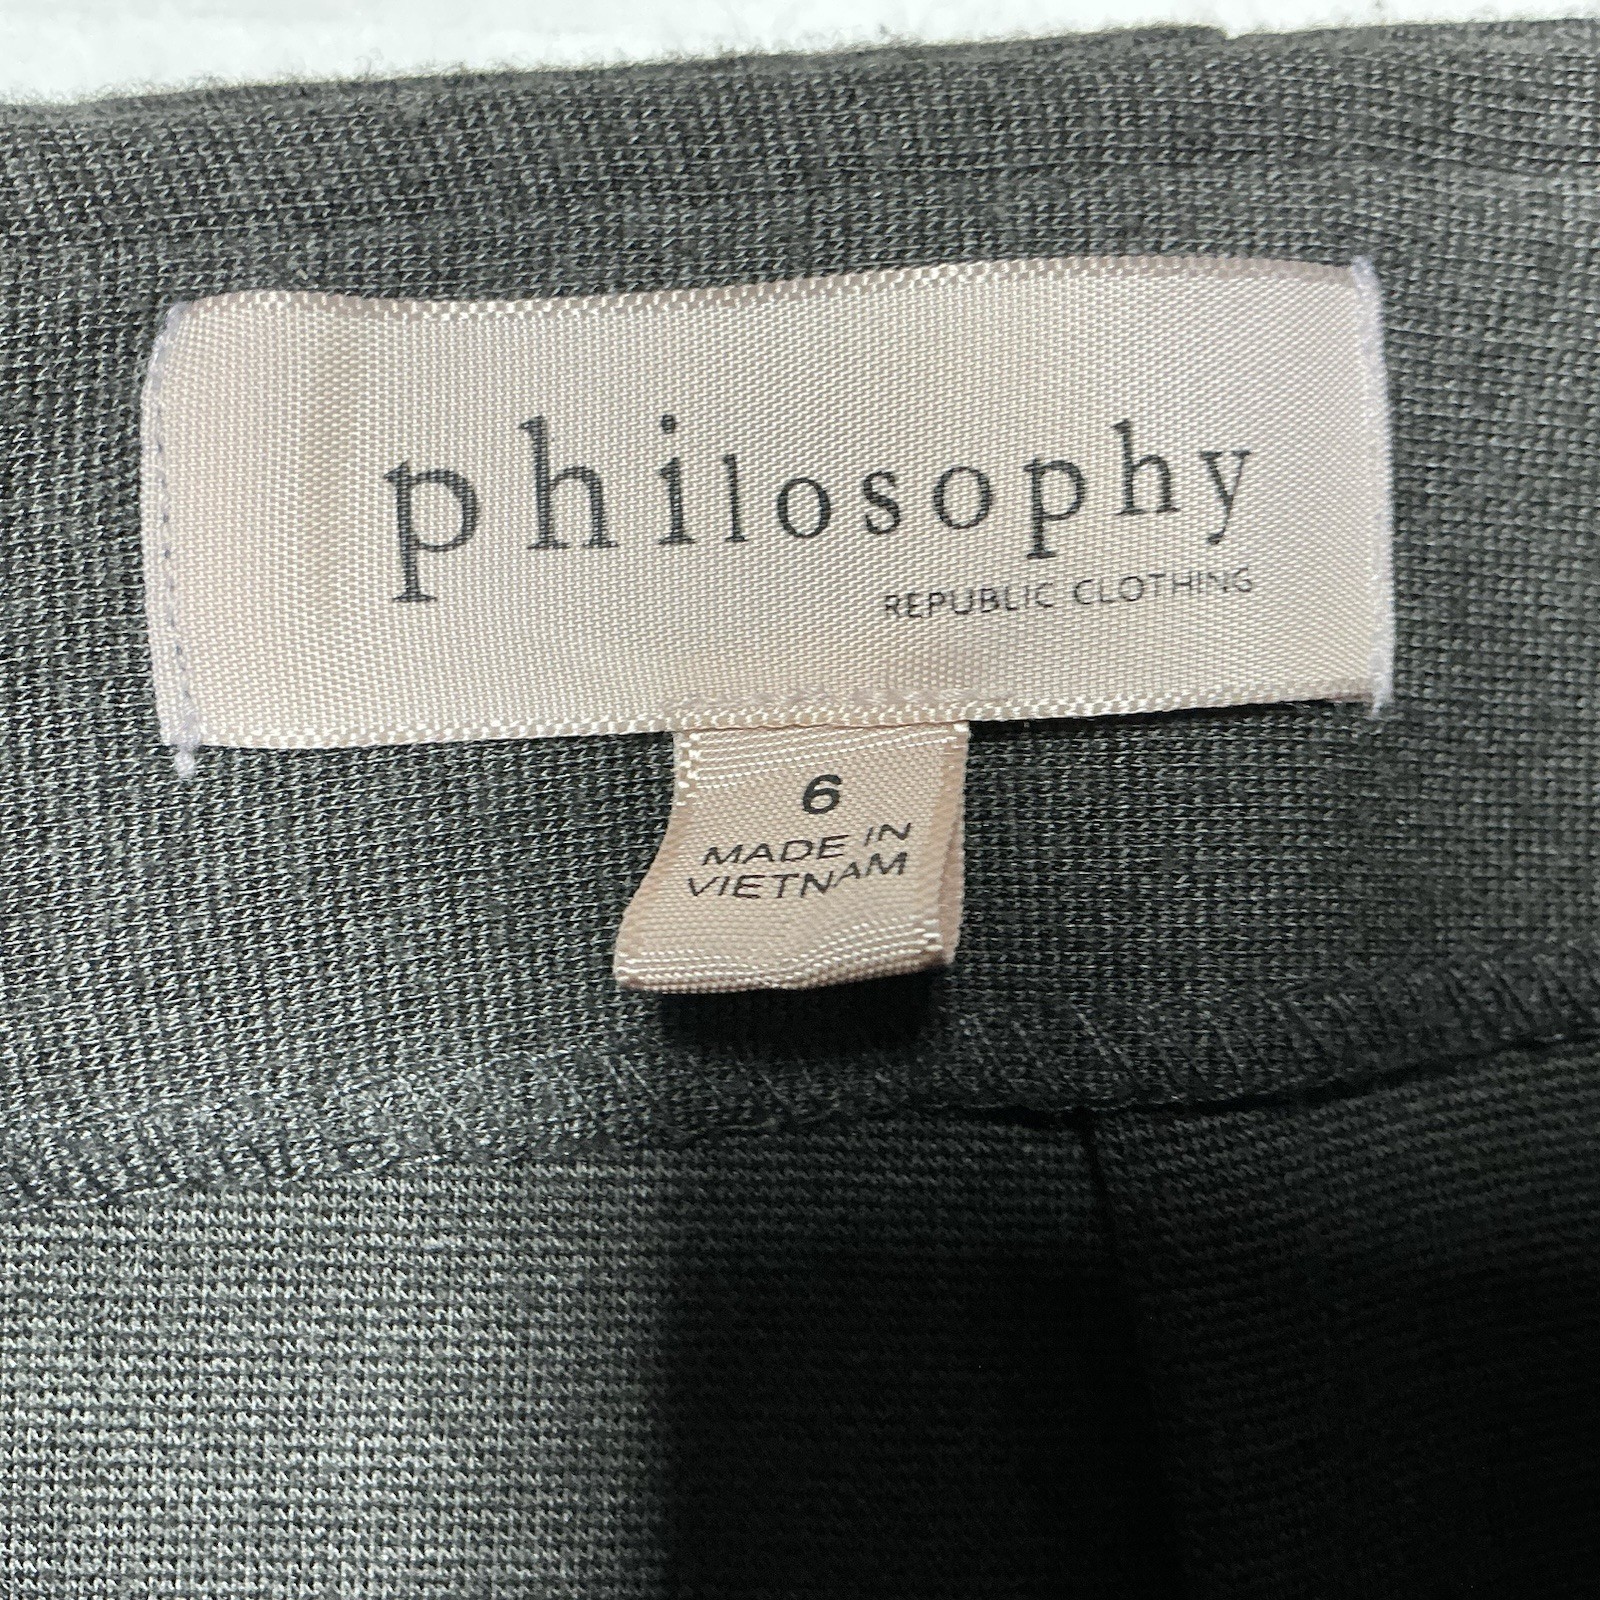 philosophy
REPUBLIC CLOTHING
6
MADE IN
VIETNAM